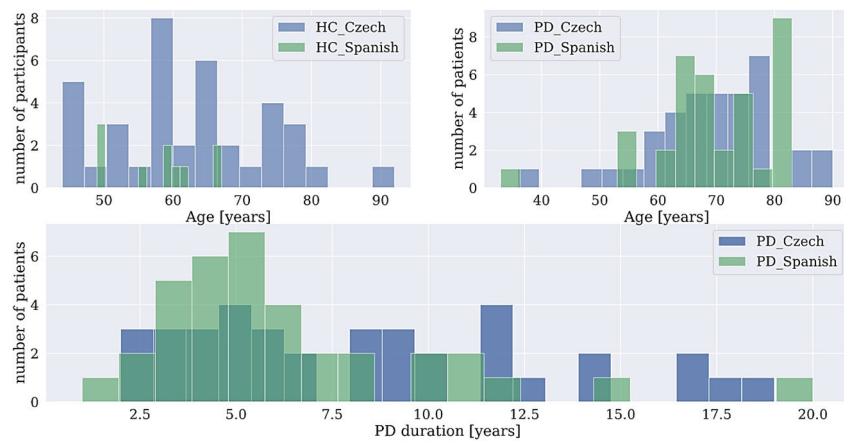 8
6
4
2
0
number of participants
HC_Czech
HC_Spanish
50 60 70 80 90
Age [years]
8
6
4
2
0
number of patients
PD_Czech
PD_Spanish
40 50 60 70 80 90
Age [years]
6
4
2
0
number of patients
PD_Czech
PD_Spanish
2.5 5.0 7.5 10.0 12.5 15.0 17.5 20.0
PD duration [years]